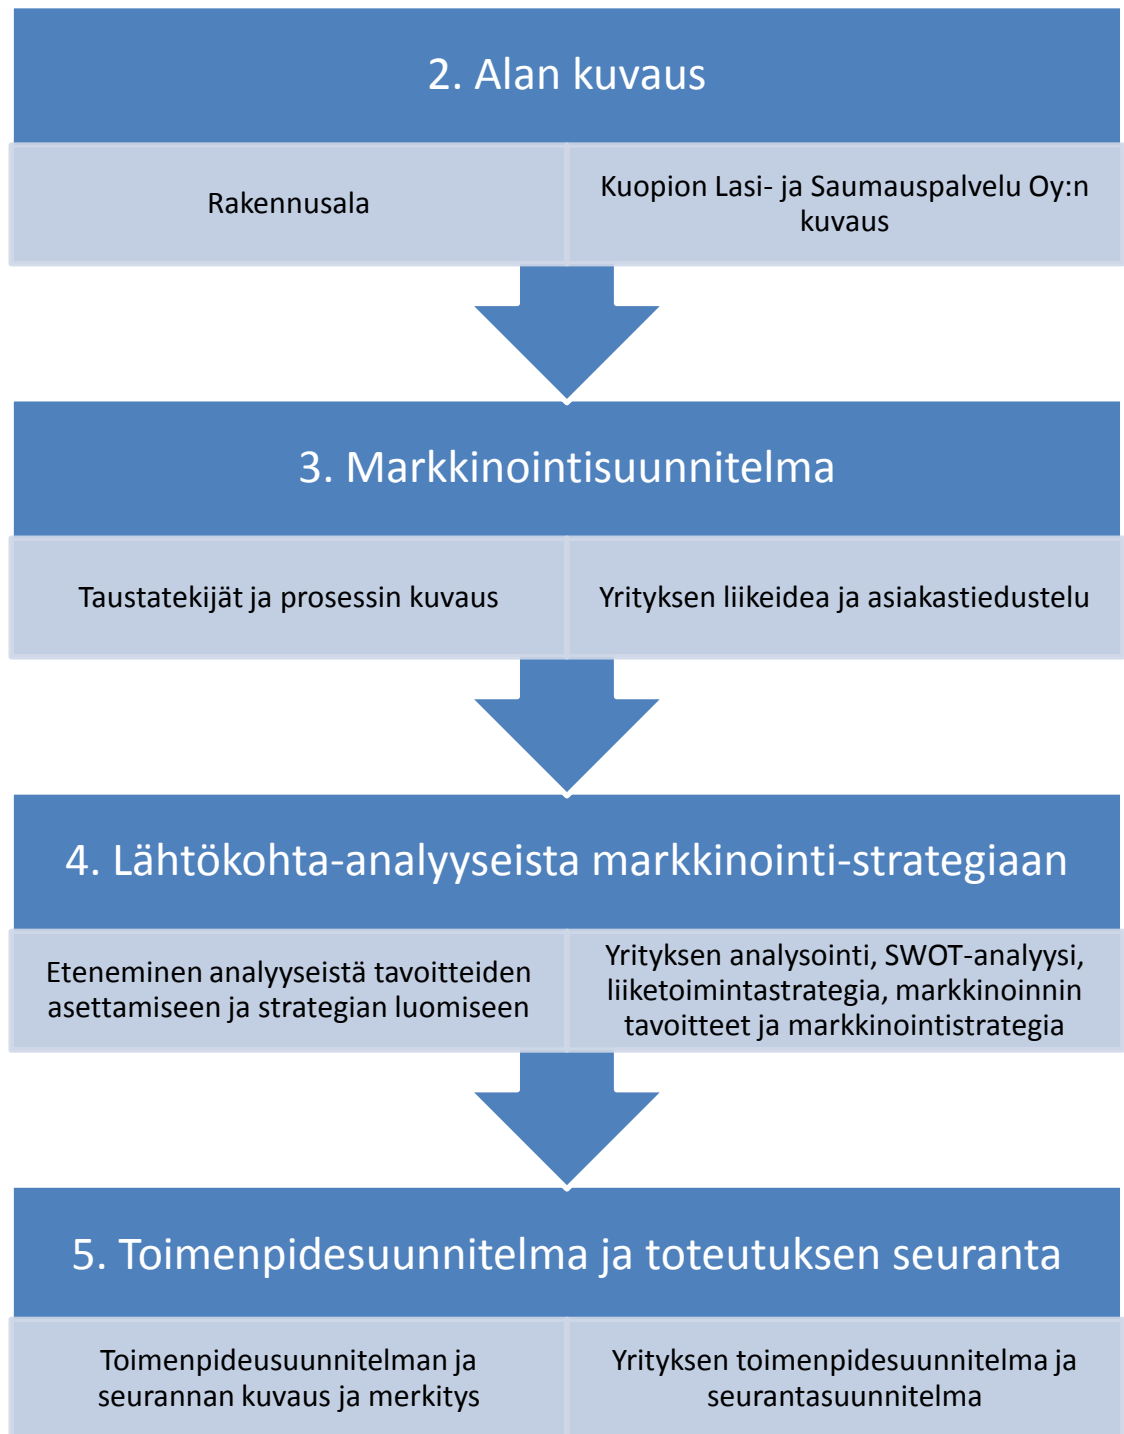 2. Alan kuvaus
Rakennusala
Kuopion Lasi- ja Saumauspalvelu Oy:n
kuvaus
3. Markkinointisuunnitelma
Taustatekijät ja prosessin kuvaus
Yrityksen liikeidea ja asiakastiedustelu
4. Lähtökohta-analyyseista markkinointi-strategiaan
Eteneminen analyyseistä tavoitteiden
asettamiseen ja strategian luomiseen
Yrityksen analysointi, SWOT-analyysi,
liiketoimintastrategia, markkinoinnin
tavoitteet ja markkinointistrategia
5. Toimenpidesuunnitelma ja toteutuksen seuranta
Toimenpideusuunnitelman ja
seurannan kuvaus ja merkitys
Yrityksen toimenpidesuunnitelma ja
seurantasuunnitelma